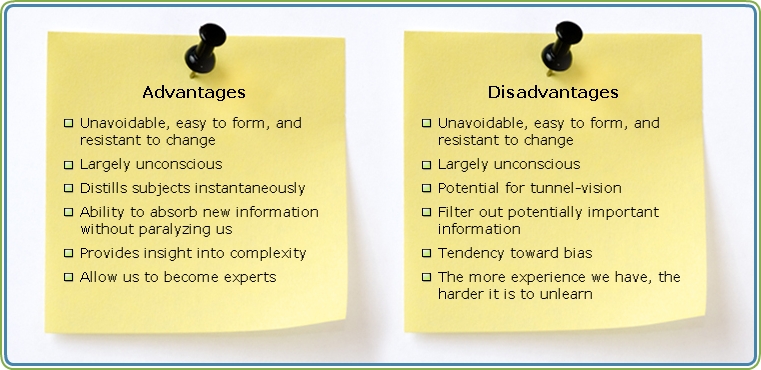 Advantages
Unavoidable, easy to form, and
resistant to change
Largely unconscious
Distills subjects instantaneously
Ability to absorb new information
without paralyzing us
Provides insight into complexity
Allow us to become experts
Disadvantages
Unavoidable, easy to form, and
resistant to change
Largely unconscious
Potential for tunnel-vision
Filter out potentially important
information
Tendency toward bias
The more experience we have, the
harder it is to unlearn